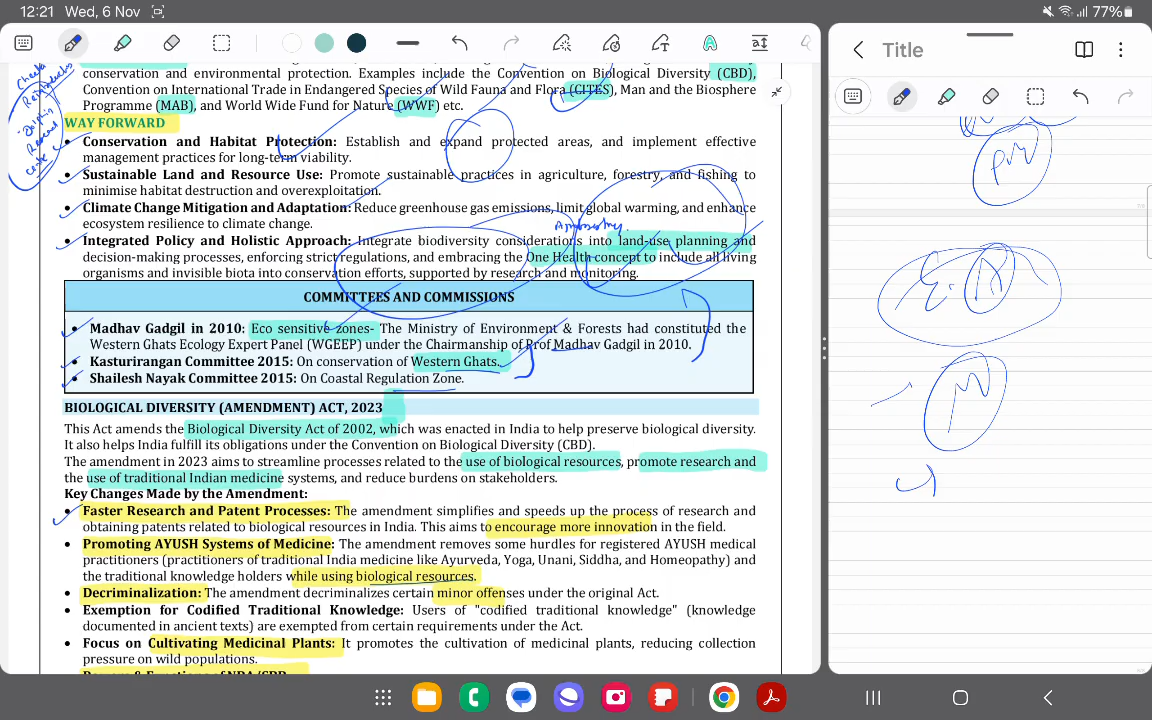 12:21 Wed, 6 Nov
77%
Title
conservation and environmental protection. Examples include the Convention on Biological Diversity (CBD),
Convention on International Trade in Endangered Species of Wild Fauna and Flora (CITES), Man and the Biosphere
Programme (MAB), and World Wide Fund for Nature (WWF) etc.
WAY FORWARD
• Conservation and Habitat Protection: Establish and expand protected areas, and implement effective
management practices for long-term viability.
• Sustainable Land and Resource Use: Promote sustainable practices in agriculture, forestry, and fishing to
minimise habitat destruction and overexploitation.
• Climate Change Mitigation and Adaptation: Reduce greenhouse gas emissions, limit global warming, and enhance
ecosystem resilience to climate change.
• Integrated Policy and Holistic Approach: Integrate biodiversity considerations into land-use planning and
decision-making processes, enforcing strict regulations, and embracing the One Health concept to include all living
organisms and invisible biota into conservation efforts, supported by research and monitoring.
COMMITTEES AND COMMISSIONS
• Madhav Gadgil in 2010: Eco sensitive zones- The Ministry of Environment & Forests had constituted the
Western Ghats Ecology Expert Panel (WGEEP) under the Chairmanship of Prof Madhav Gadgil in 2010.
• Kasturirangan Committee 2015: On conservation of Western Ghats.
• Shailesh Nayak Committee 2015: On Coastal Regulation Zone.
BIOLOGICAL DIVERSITY (AMENDMENT) ACT, 2023
This Act amends the Biological Diversity Act of 2002, which was enacted in India to help preserve biological diversity.
It also helps India fulfill its obligations under the Convention on Biological Diversity (CBD).
The amendment in 2023 aims to streamline processes related to the use of biological resources, promote research and
the use of traditional Indian medicine systems, and reduce burdens on stakeholders.
Key Changes Made by the Amendment:
• Faster Research and Patent Processes: The amendment simplifies and speeds up the process of research and
obtaining patents related to biological resources in India. This aims to encourage more innovation in the field.
• Promoting AYUSH Systems of Medicine: The amendment removes some hurdles for registered AYUSH medical
practitioners (practitioners of traditional India medicine like Ayurveda, Yoga, Unani, Siddha, and Homeopathy) and
the traditional knowledge holders while using biological resources.
• Decriminalization: The amendment decriminalizes certain minor offenses under the original Act.
• Exemption for Codified Traditional Knowledge: Users of "codified traditional knowledge" (knowledge
documented in ancient texts) are exempted from certain requirements under the Act.
• Focus on Cultivating Medicinal Plants: It promotes the cultivation of medicinal plants, reducing collection
pressure on wild populations.